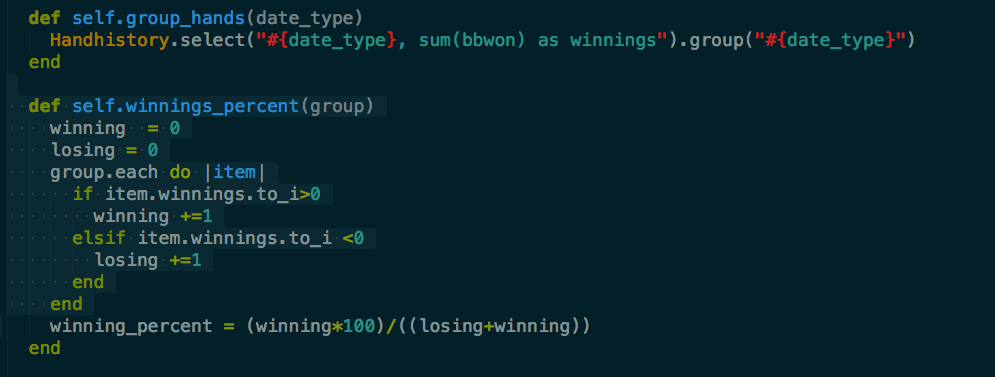 def self.group_hands(date_type)
  Handhistory.select("#{date_type}, sum(bbwon) as winnings").group("#{date_type}")
end
def self.winnings_percent(group)
  winning  = 0
  losing = 0
  group.each do |item|
    if item.winnings.to_i>0
      winning +=1
    elsif item.winnings.to_i <0
      losing +=1
    end
  end
  winning_percent = (winning*100)/((losing+winning))
end